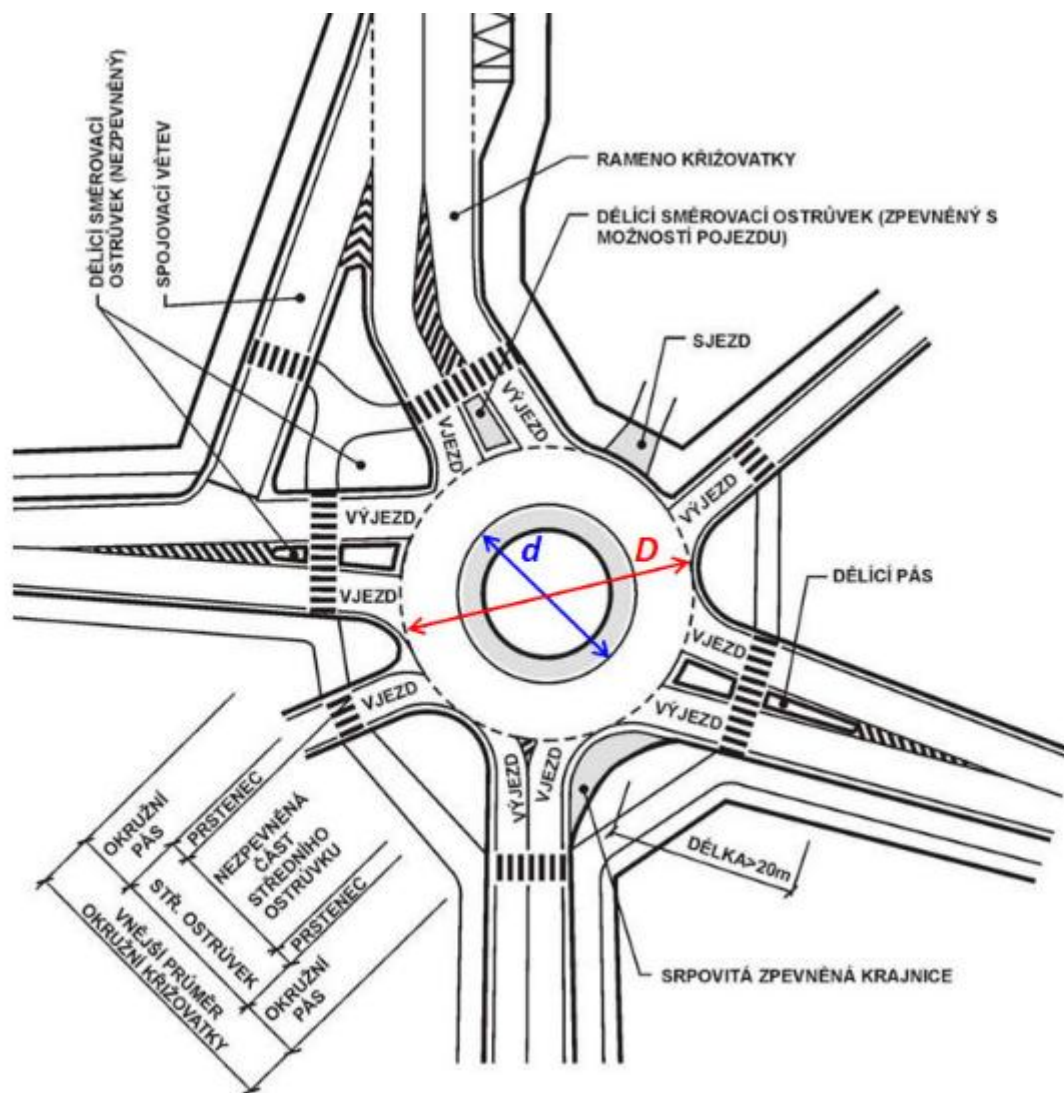 DĚLÍCÍ SMĚROVACÍ
OSTRŮVEK (NEZPEVNĚNÝ)
SPOJOVACÍ VĚTEV
RAMENO KŘIŽOVATKY
DĚLÍCÍ SMĚROVACÍ OSTRŮVEK (ZPEVNĚNÝ S
MOŽNOSTÍ POJEZDU)
SJEZD
VÝJEZD
VJEZD
VÝJEZD
VÝJEZD
d
D
DĚLÍCÍ PÁS
VJEZD
VJEZD
VJEZD
VÝJEZD
VÝJEZD
VJEZD
DÉLKA>20m
OKRUŽNÍ
PÁS
PRSTENEC
NEZPEVNĚNÁ
ČÁST
STŘEDNÍHO
OSTRŮVKU
PRSTENEC
STŘ. OSTRŮVEK
OKRUŽNÍ
PÁS
VNĚJŠÍ PRŮMĚR
OKRUŽNÍ KŘIŽOVATKY
SRPOVITÁ ZPEVNĚNÁ KRAJNICE